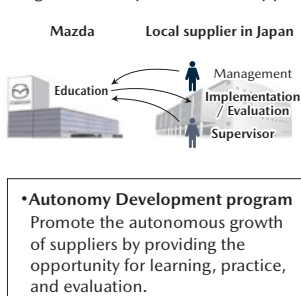 Mazda Local supplier in Japan
Education
Management
Implementation
/ Evaluation
Supervisor
•Autonomy Development program
Promote the autonomous growth
of suppliers by providing the
opportunity for learning, practice,
and evaluation.